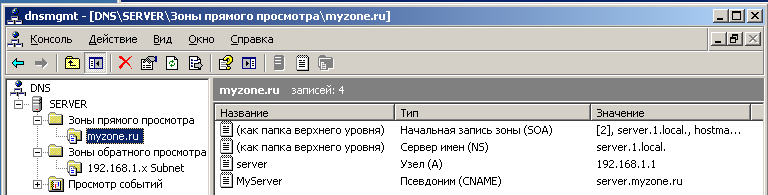 dnsmgmt - [DNS\SERVER\Зоны прямого просмотра\myzone.ru]
Консоль Действие Вид Окно Справка
DNS
SERVER
Зоны прямого просмотра
myzone.ru
Зоны обратного просмотра
192.168.1.x Subnet
Просмотр событий
myzone.ru записей: 4
Название Тип Значение
(как папка верхнего уровня) Начальная запись зоны (SOA) [2], server.1.local., hostma...
(как папка верхнего уровня) Сервер имен (NS) server.1.local.
server Узел (A) 192.168.1.1
MyServer Псевдоним (CNAME) server.myzone.ru